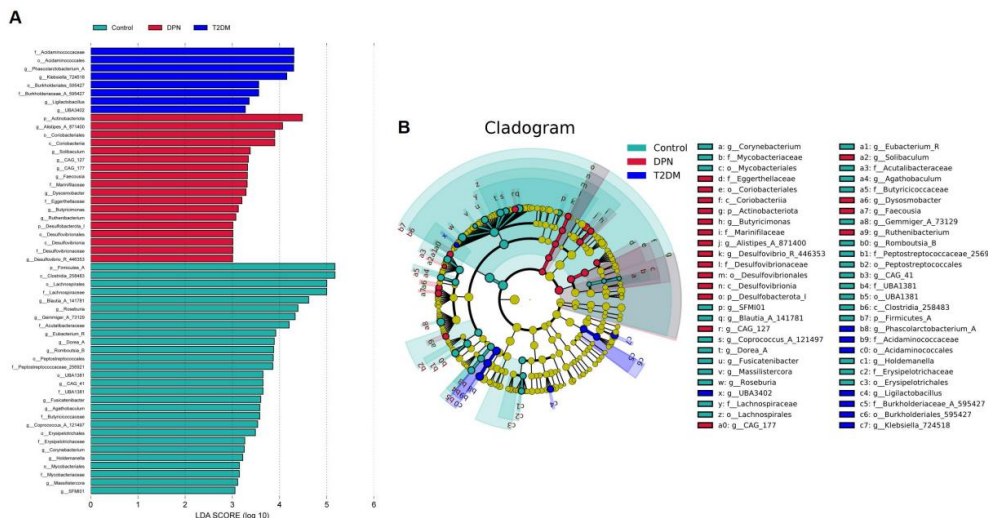 A
Control DPN T2DM
f__Acidaminococcaceae
o__Acidaminococcales
g__Phascolarctobacterium_A
g__Klebsiella_724518
o__Burkholderiales_595427
f__Burkholderiaceae_A_595427
g__Ligilactobacillus
g__UBA3402
p__Actinobacteriota
g__Alistipes_A_871400
o__Coriobacteriales
c__Coriobacteriia
g__Solibaculum
g__CAG_127
g__CAG_177
g__Faecousia
f__Marinifilaceae
g__Dysosmobacter
f__Eggerthellaceae
g__Butyricimonas
g__Ruthenibacterium
p__Desulfobacterota_I
o__Desulfovibrionales
c__Desulfovibrionia
f__Desulfovibrionaceae
g__Desulfovibrio_R_446353
p__Firmicutes_A
c__Clostridia_258483
o__Lachnospirales
f__Lachnospiraceae
g__Blautia_A_141781
g__Roseburia
g__Gemmiger_A_73129
f__Acutalibacteraceae
g__Eubacterium_R
g__Dorea_A
g__Romboutsia_B
o__Peptostreptococcales
f__Peptostreptococcaceae_256921
o__UBA1381
g__CAG_41
f__UBA1381
g__Fusicatenibacter
g__Agathobaculum
f__Butyricicoccaceae
g__Coprococcus_A_121497
o__Erysipelotrichales
f__Erysipelotrichaceae
g__Corynebacterium
g__Holdemanella
o__Mycobacteriales
f__Mycobacteriaceae
g__Massilistercora
g__SFMI01
0 1 2 3 4 5 6
LDA SCORE (log 10)
B
Cladogram
Control
DPN
T2DM
a: g__Corynebacterium
b: f__Mycobacteriaceae
c: o__Mycobacteriales
d: f__Eggerthellaceae
e: o__Coriobacteriales
f: c__Coriobacteriia
g: p__Actinobacteriota
h: g__Butyricimonas
i: f__Marinifilaceae
j: g__Alistipes_A_871400
k: g__Desulfovibrio_R_446353
l: f__Desulfovibrionaceae
m: o__Desulfovibrionales
n: c__Desulfovibrionia
o: p__Desulfobacterota_I
p: g__SFMI01
q: g__Blautia_A_141781
r: g__CAG_127
s: g__Coprococcus_A_121497
t: g__Dorea_A
u: g__Fusicatenibacter
v: g__Massilistercora
w: g__Roseburia
x: g__UBA3402
y: f__Lachnospiraceae
z: o__Lachnospirales
a0: g__CAG_177
a1: g__Eubacterium_R
a2: g__Solibaculum
a3: f__Acutalibacteraceae
a4: g__Agathobaculum
a5: f__Butyricicoccaceae
a6: g__Dysosmobacter
a7: g__Faecousia
a8: g__Gemmiger_A_73129
a9: g__Ruthenibacterium
b0: g__Romboutsia_B
b1: f__Peptostreptococcaceae_2569
b2: o__Peptostreptococcales
b3: g__CAG_41
b4: f__UBA1381
b5: o__UBA1381
b6: c__Clostridia_258483
b7: p__Firmicutes_A
b8: g__Phascolarctobacterium_A
b9: f__Acidaminococcaceae
c0: o__Acidaminococcales
c1: g__Holdemanella
c2: f__Erysipelotrichaceae
c3: o__Erysipelotrichales
c4: g__Ligilactobacillus
c5: f__Burkholderiaceae_A_595427
c6: o__Burkholderiales_595427
c7: g__Klebsiella_724518